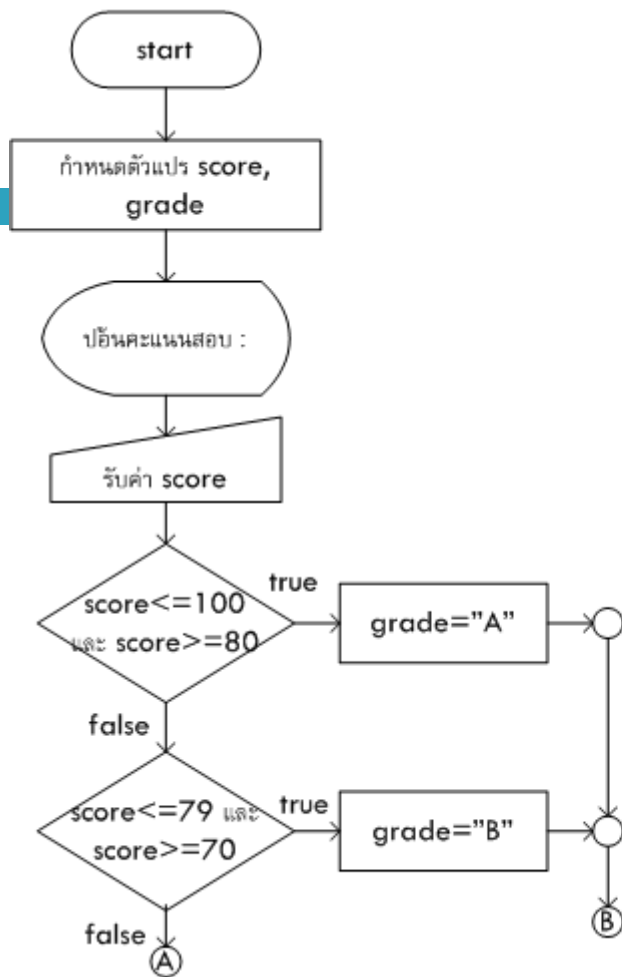 start
กำหนดตัวแปร score,
grade
ป้อนคะแนนสอบ :
รับค่า score
score<=100
และ score>=80
true
grade="A"
false
score<=79 และ
score>=70
true
grade="B"
false
A
B